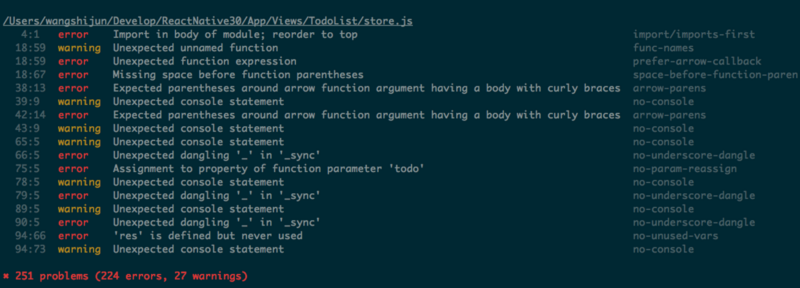 /Users/wangshijun/Develop/ReactNative30/App/Views/TodoList/store.js
4:1 error Import in body of module; reorder to top import/imports-first
18:59 warning Unexpected unnamed function func-names
18:59 error Unexpected function expression prefer-arrow-callback
18:67 error Missing space before function parentheses space-before-function-paren
38:13 error Expected parentheses around arrow function argument having a body with curly braces arrow-parens
39:9 warning Unexpected console statement no-console
42:14 error Expected parentheses around arrow function argument having a body with curly braces arrow-parens
43:9 warning Unexpected console statement no-console
65:5 warning Unexpected console statement no-console
66:5 error Unexpected dangling '_' in '_sync' no-underscore-dangle
75:5 error Assignment to property of function parameter 'todo' no-param-reassign
78:5 warning Unexpected console statement no-console
79:5 error Unexpected dangling '_' in '_sync' no-underscore-dangle
89:5 warning Unexpected console statement no-console
90:5 error Unexpected dangling '_' in '_sync' no-underscore-dangle
94:66 error 'res' is defined but never used no-unused-vars
94:73 warning Unexpected console statement no-console
✖ 251 problems (224 errors, 27 warnings)